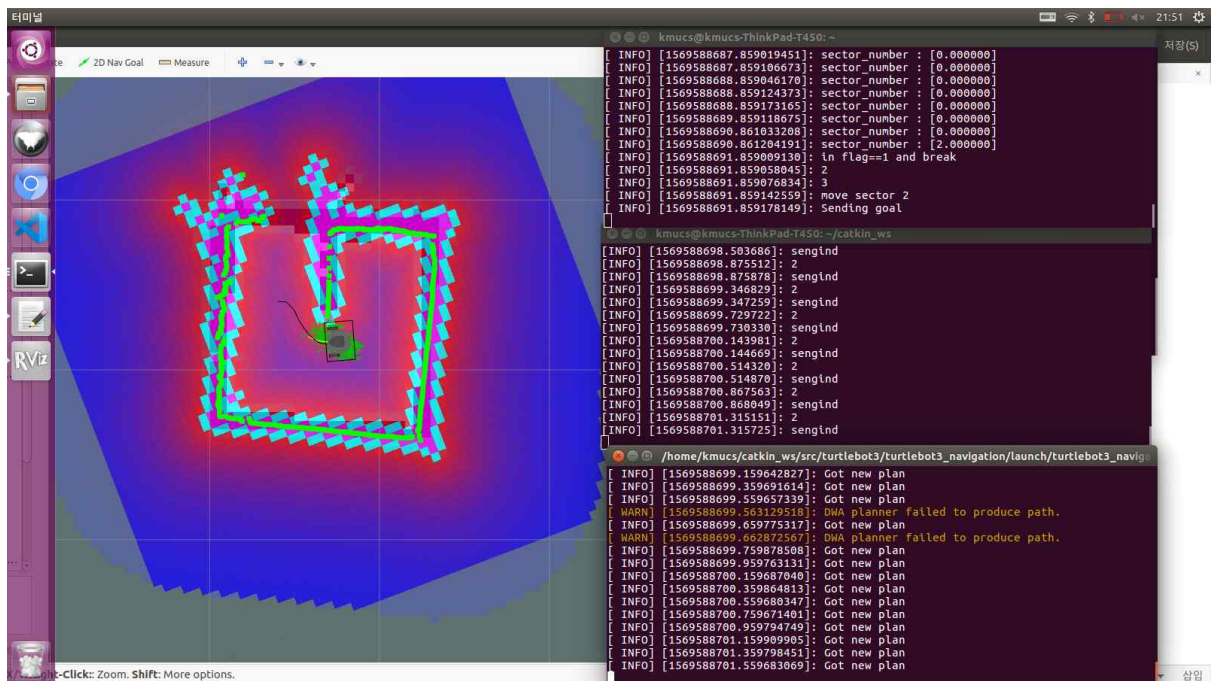 터미널
21:51
저장(S)
2D Nav Goal
Measure
kmucs@kmucs-ThinkPad-T450: ~
[ INFO] [1569588687.859019451]: sector_number : [0.000000]
[ INFO] [1569588687.859106673]: sector_number : [0.000000]
[ INFO] [1569588688.859046170]: sector_number : [0.000000]
[ INFO] [1569588688.859124373]: sector_number : [0.000000]
[ INFO] [1569588688.859173165]: sector_number : [0.000000]
[ INFO] [1569588689.859118675]: sector_number : [0.000000]
[ INFO] [1569588690.861033208]: sector_number : [0.000000]
[ INFO] [1569588690.861204191]: sector_number : [2.000000]
[ INFO] [1569588691.859009130]: in flag==1 and break
[ INFO] [1569588691.859058045]: 2
[ INFO] [1569588691.859076834]: 3
[ INFO] [1569588691.859142559]: move sector 2
[ INFO] [1569588691.859178149]: Sending goal
kmucs@kmucs-ThinkPad-T450: ~/catkin_ws
[INFO] [1569588698.503686]: sengind
[INFO] [1569588698.875512]: 2
[INFO] [1569588698.875878]: sengind
[INFO] [1569588699.346829]: 2
[INFO] [1569588699.347259]: sengind
[INFO] [1569588699.729722]: 2
[INFO] [1569588699.730330]: sengind
[INFO] [1569588700.143981]: 2
[INFO] [1569588700.144669]: sengind
[INFO] [1569588700.514320]: 2
[INFO] [1569588700.514870]: sengind
[INFO] [1569588700.867563]: 2
[INFO] [1569588700.868049]: sengind
[INFO] [1569588701.315151]: 2
[INFO] [1569588701.315725]: sengind
/home/kmucs/catkin_ws/src/turtlebot3/turtlebot3_navigation/launch/turtlebot3_naviga
[ INFO] [1569588699.159642827]: Got new plan
[ INFO] [1569588699.359691614]: Got new plan
[ INFO] [1569588699.559657339]: Got new plan
[ WARN] [1569588699.563129518]: DWA planner failed to produce path.
[ INFO] [1569588699.659775317]: Got new plan
[ WARN] [1569588699.662872567]: DWA planner failed to produce path.
[ INFO] [1569588699.759878508]: Got new plan
[ INFO] [1569588699.959763131]: Got new plan
[ INFO] [1569588700.159687040]: Got new plan
[ INFO] [1569588700.359864813]: Got new plan
[ INFO] [1569588700.559680347]: Got new plan
[ INFO] [1569588700.759671401]: Got new plan
[ INFO] [1569588700.959794749]: Got new plan
[ INFO] [1569588701.159909905]: Got new plan
[ INFO] [1569588701.359798451]: Got new plan
[ INFO] [1569588701.559683069]: Got new plan
RViz
-Click: Zoom. Shift: More options.
삽입